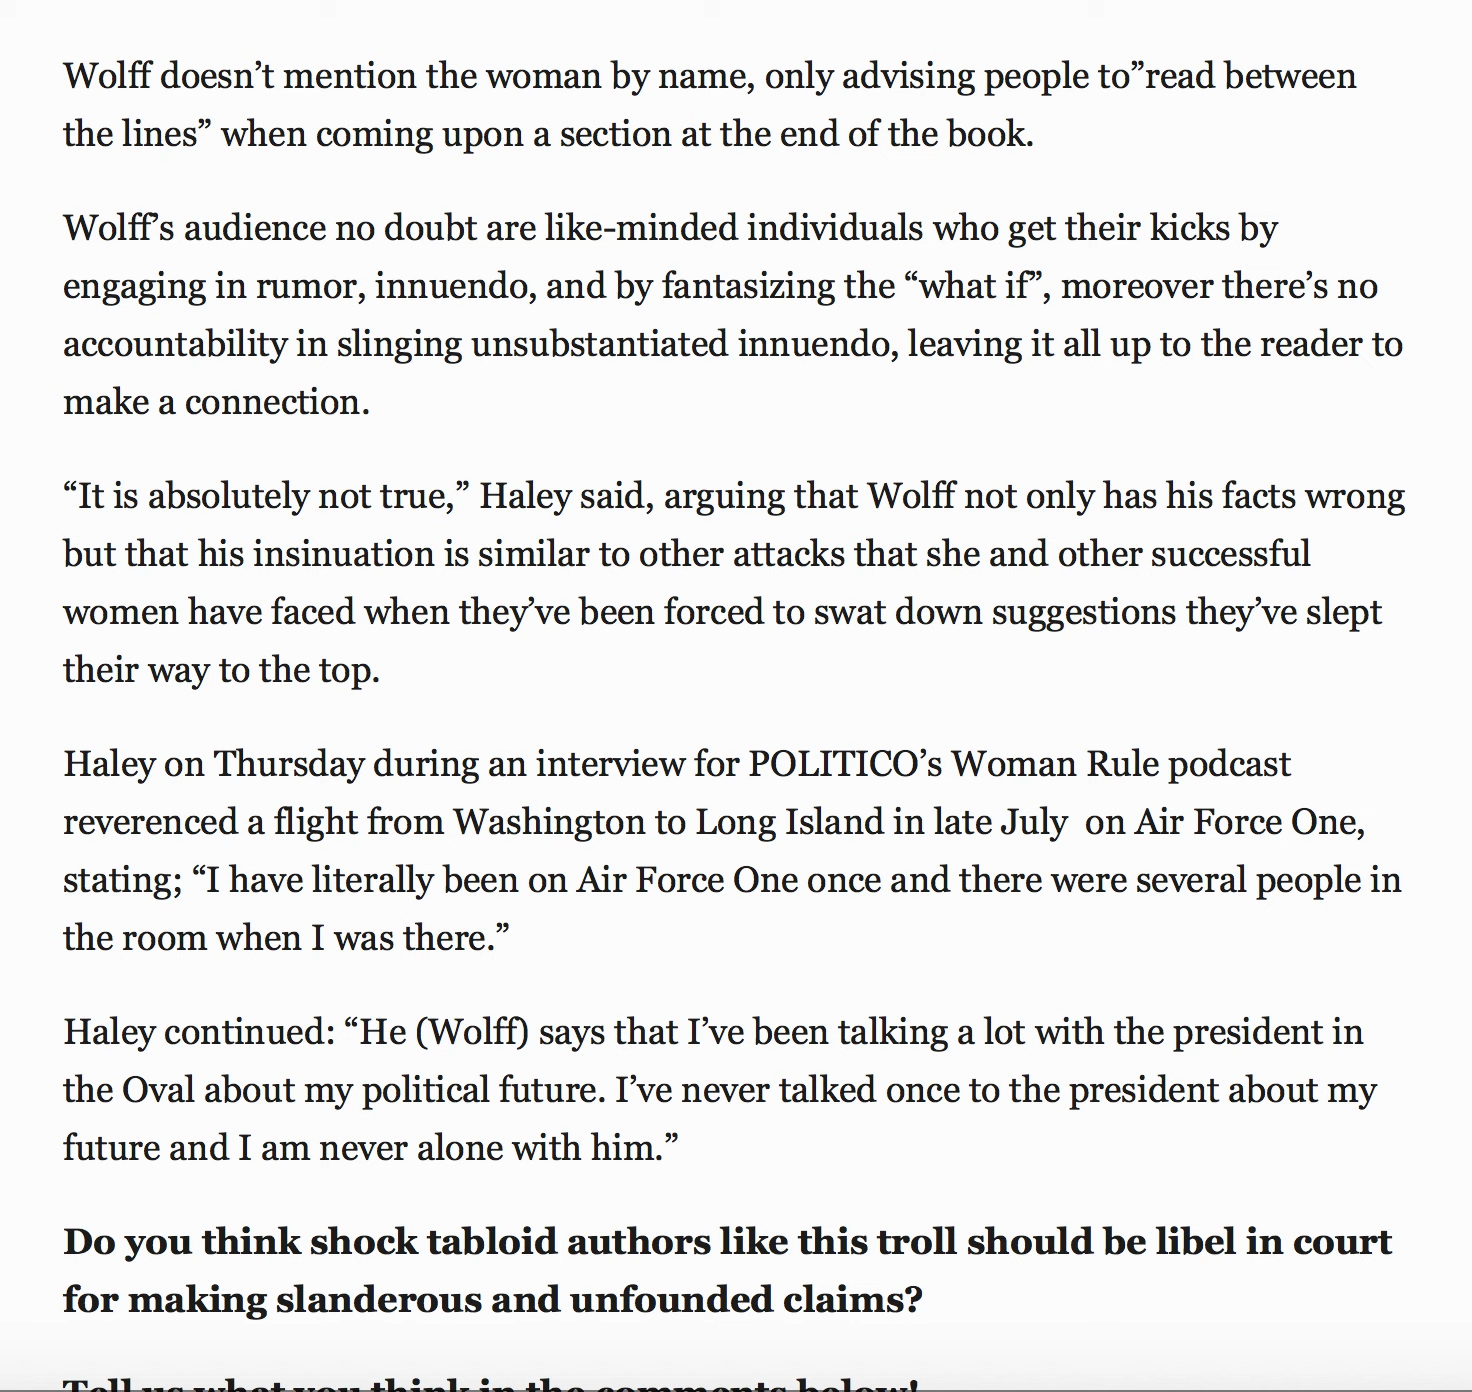 Wolff doesn’t mention the woman by name, only advising people to”read between
the lines” when coming upon a section at the end of the book.
Wolff’s audience no doubt are like-minded individuals who get their kicks by
engaging in rumor, innuendo, and by fantasizing the “what if”, moreover there’s no
accountability in slinging unsubstantiated innuendo, leaving it all up to the reader to
make a connection.
“It is absolutely not true,” Haley said, arguing that Wolff not only has his facts wrong
but that his insinuation is similar to other attacks that she and other successful
women have faced when they’ve been forced to swat down suggestions they’ve slept
their way to the top.
Haley on Thursday during an interview for POLITICO’s Woman Rule podcast
reverenced a flight from Washington to Long Island in late July  on Air Force One,
stating; “I have literally been on Air Force One once and there were several people in
the room when I was there.”
Haley continued: “He (Wolff) says that I’ve been talking a lot with the president in
the Oval about my political future. I’ve never talked once to the president about my
future and I am never alone with him.”
Do you think shock tabloid authors like this troll should be libel in court
for making slanderous and unfounded claims?
Tell us what you think in the comments below!